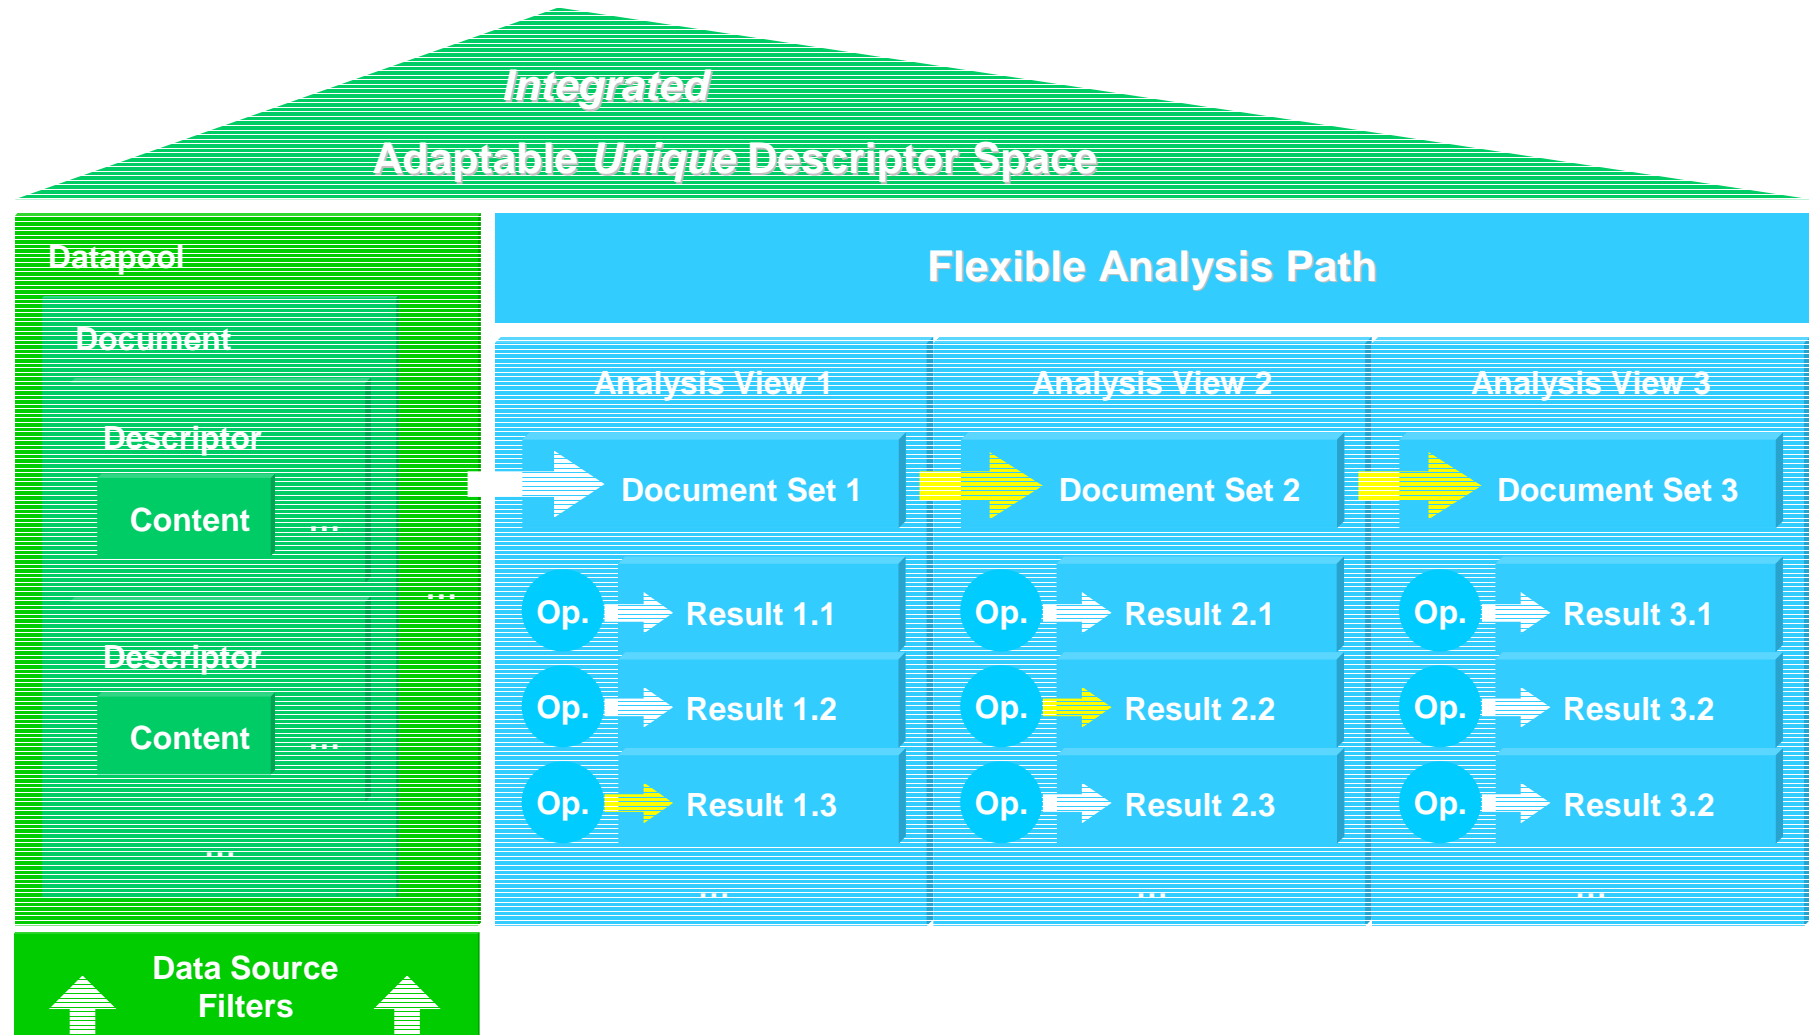 Integrated
Adaptable Unique Descriptor Space
Datapool
Document
Descriptor
Content ...
...
Descriptor
Content ...
...
Data Source
Filters
Flexible Analysis Path
Analysis View 1
Document Set 1
Op. Result 1.1
Op. Result 1.2
Op. Result 1.3
...
Analysis View 2
Document Set 2
Op. Result 2.1
Op. Result 2.2
Op. Result 2.3
...
Analysis View 3
Document Set 3
Op. Result 3.1
Op. Result 3.2
Op. Result 3.2
...